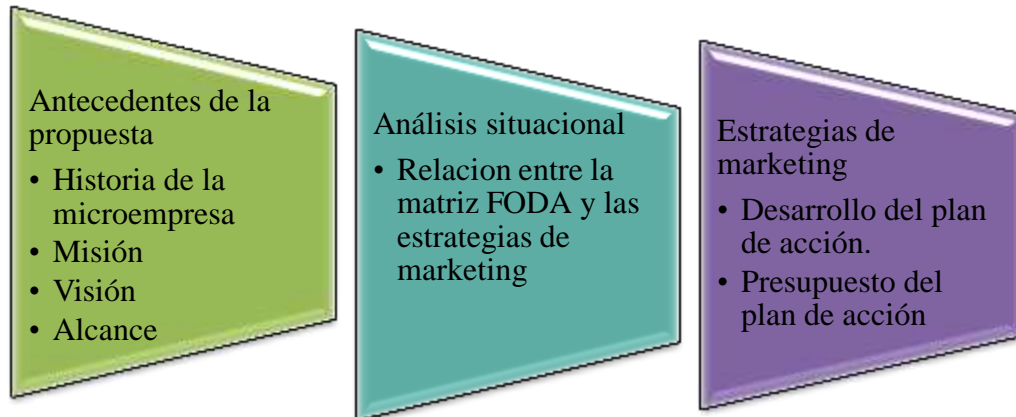 Antecedentes de la
propuesta
• Historia de la
microempresa
• Misión
• Visión
• Alcance
Análisis situacional
• Relacion entre la
matriz FODA y las
estrategias de
marketing
Estrategias de
marketing
• Desarrollo del plan
de acción.
• Presupuesto del
plan de acción